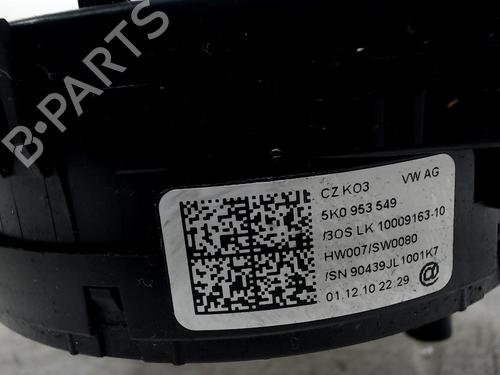 B-PARTS
CZ K03 VW AG
5K0 953 549
/3OS LK 10009163-10
HW007/SW0080
/SN 90439JL1001K7
01.12.10 22:29 @